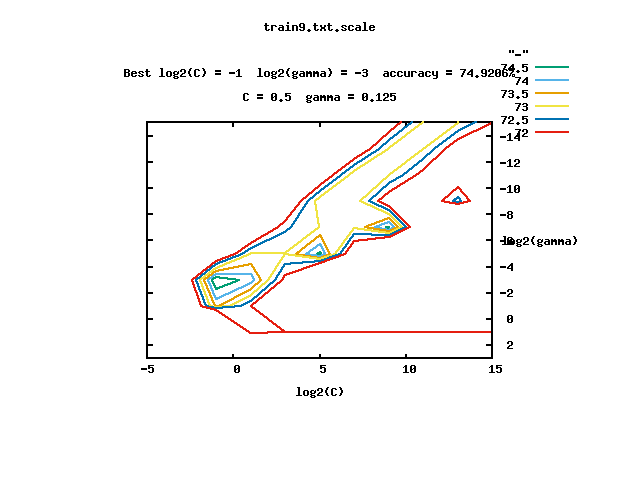 train9.txt.scale
"-"
Best log2(C) = -1  log2(gamma) = -3  accuracy = 74.9206%
74.5
74
C = 0.5  gamma = 0.125
73.5
73
72.5
72
-14
-12
-10
-8
-6
log2(gamma)
-4
-2
0
2
-5 0 5 10 15
log2(C)